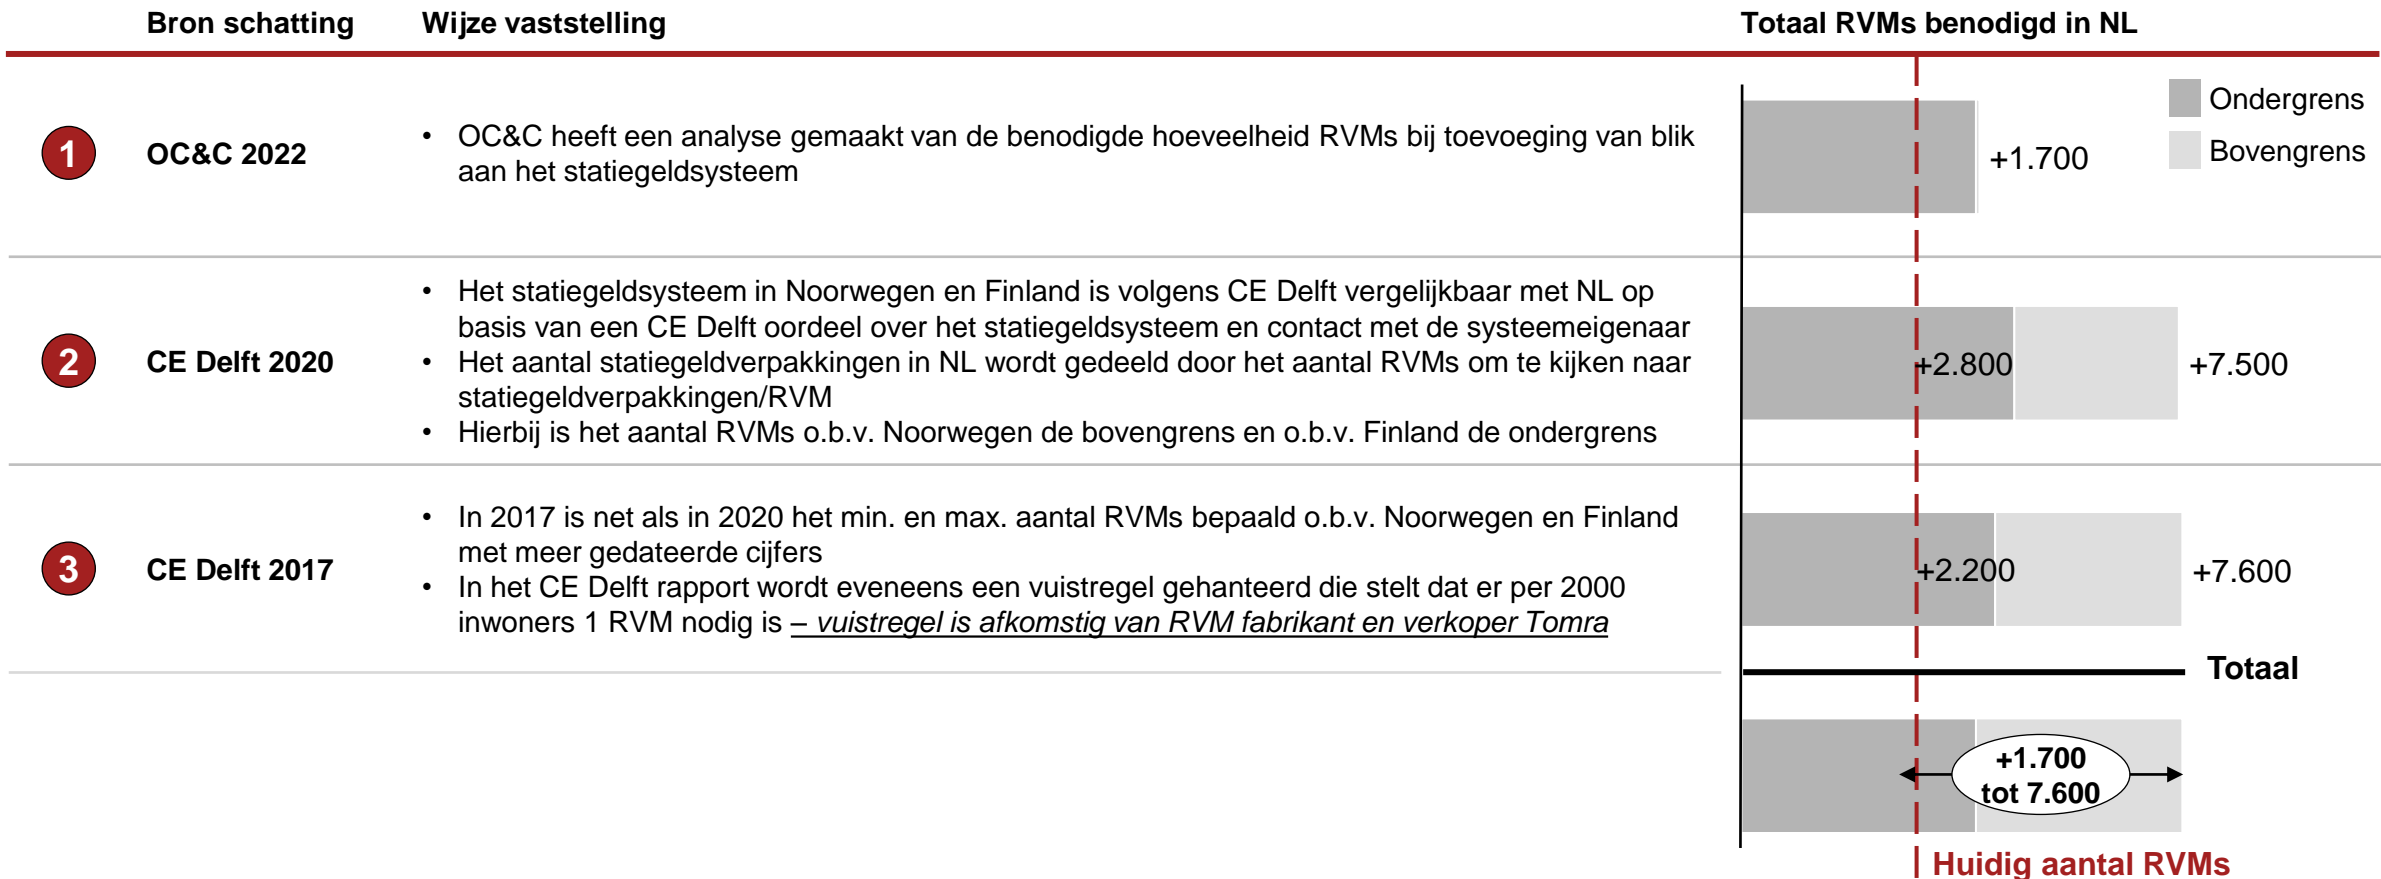 Bron schatting
Wijze vaststelling
Totaal RVMs benodigd in NL
Ondergrens
Bovengrens
1
OC&C 2022
• OC&C heeft een analyse gemaakt van de benodigde hoeveelheid RVMs bij toevoeging van blik
aan het statiegeldsysteem
+1.700
2
CE Delft 2020
• Het statiegeldsysteem in Noorwegen en Finland is volgens CE Delft vergelijkbaar met NL op
basis van een CE Delft oordeel over het statiegeldsysteem en contact met de systeemeigenaar
• Het aantal statiegeldverpakkingen in NL wordt gedeeld door het aantal RVMs om te kijken naar
statiegeldverpakkingen/RVM
• Hierbij is het aantal RVMs o.b.v. Noorwegen de bovengrens en o.b.v. Finland de ondergrens
+2.800
+7.500
3
CE Delft 2017
• In 2017 is net als in 2020 het min. en max. aantal RVMs bepaald o.b.v. Noorwegen en Finland
met meer gedateerde cijfers
• In het CE Delft rapport wordt eveneens een vuistregel gehanteerd die stelt dat er per 2000
inwoners 1 RVM nodig is – vuistregel is afkomstig van RVM fabrikant en verkoper Tomra
+2.200
+7.600
Totaal
+1.700
tot 7.600
Huidig aantal RVMs